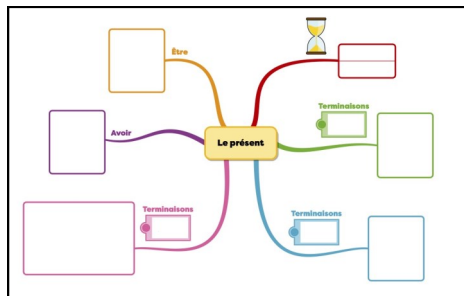 Être
Terminaisons
Avoir
Le présent
Terminaisons
Terminaisons